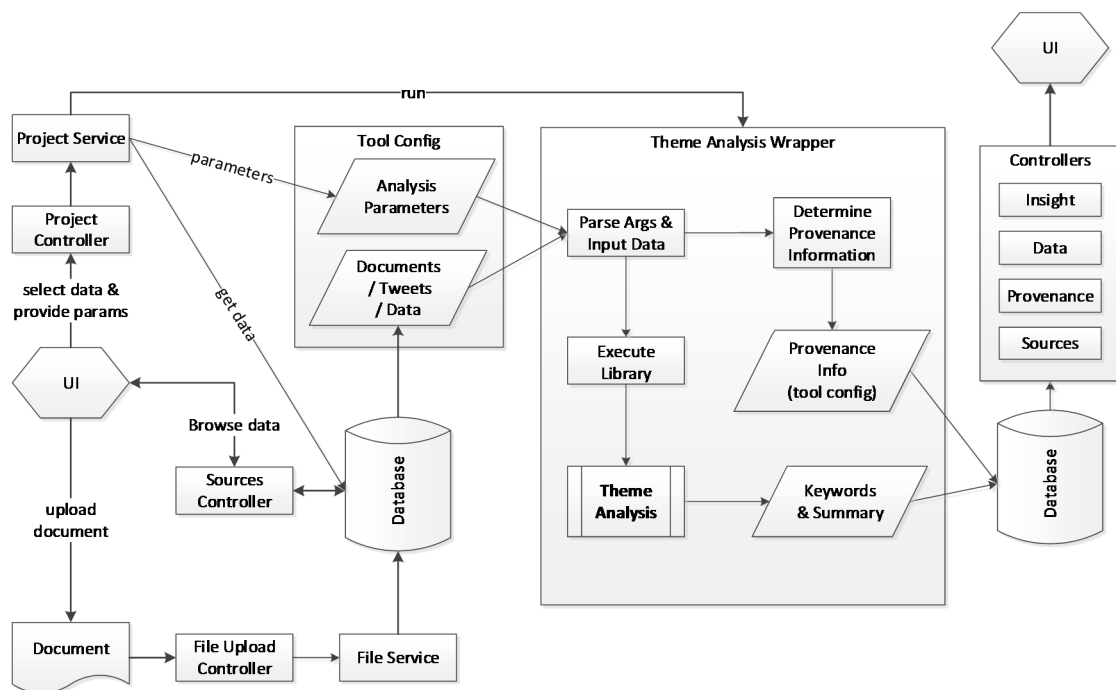 UI
run
Project Service
Tool Config
Theme Analysis Wrapper
Controllers
parameters
Analysis
Parameters
Insight
Project
Controller
Parse Args &
Input Data
Determine
Provenance
Information
Data
select data &
provide params
get data
Documents
/ Tweets
/ Data
Provenance
Sources
UI
Execute
Library
Provenance
Info
(tool config)
Browse data
Sources
Controller
Database
Theme
Analysis
Keywords
& Summary
Database
upload
document
Document
File Upload
Controller
File Service